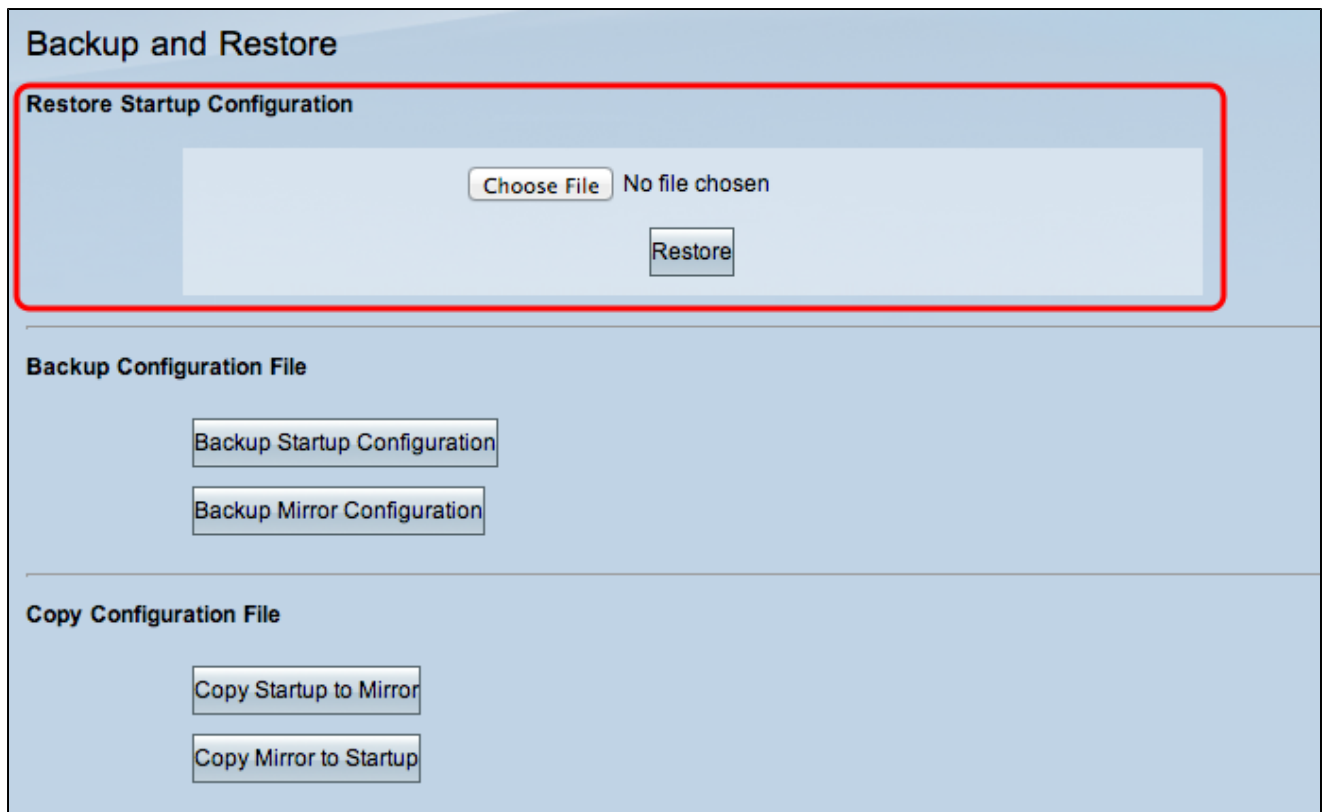 Backup and Restore
Restore Startup Configuration
Choose File No file chosen
Restore
Backup Configuration File
Backup Startup Configuration
Backup Mirror Configuration
Copy Configuration File
Copy Startup to Mirror
Copy Mirror to Startup